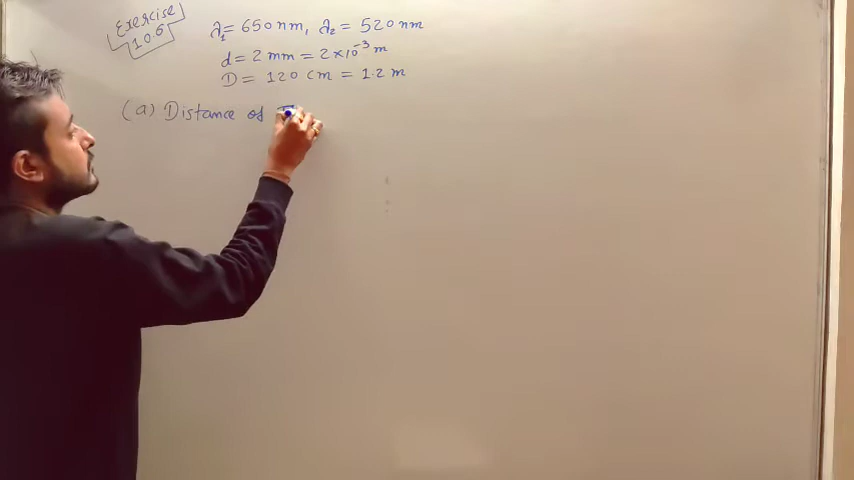 Exercise
10.6
λ₁ = 650 nm, λ₂ = 520 nm
d = 2 mm = 2×10⁻³ m
D = 120 cm = 1.2 m
(a) Distance of